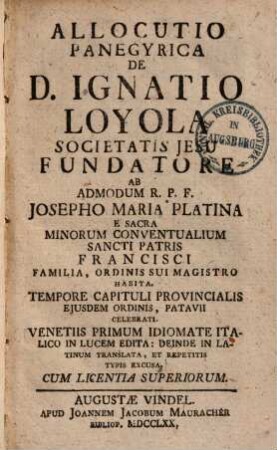 ALLOCUTIO
PANEGYRICA
DE
D. IGNATIO
LOYOLA
SOCIETATIS JESU
FUNDATORE
AB
ADMODUM R. P. F.
JOSEPHO MARIA PLATINA
E SACRA
MINORUM CONVENTUALIUM
SANCTI PATRIS
FRANCISCI
FAMILIA, ORDINIS SUI MAGISTRO
HABITA.
TEMPORE CAPITULI PROVINCIALIS
EJUSDEM ORDINIS, PATAVII
CELEBRATI.
VENETIIS PRIMUM IDIOMATE ITA-
LICO IN LUCEM EDITA: DEINDE IN LA-
TINUM TRANSLATA, ET REPETITIS
TYPIS EXCUSA,
CUM LICENTIA SUPERIORUM.
AUGUSTÆ VINDEL.
APUD JOANNEM JACOBUM MAURACHER
BIBLIOP. MDCCLXX,
KREISBIBLIOTHEK
IN
AUGSBURG